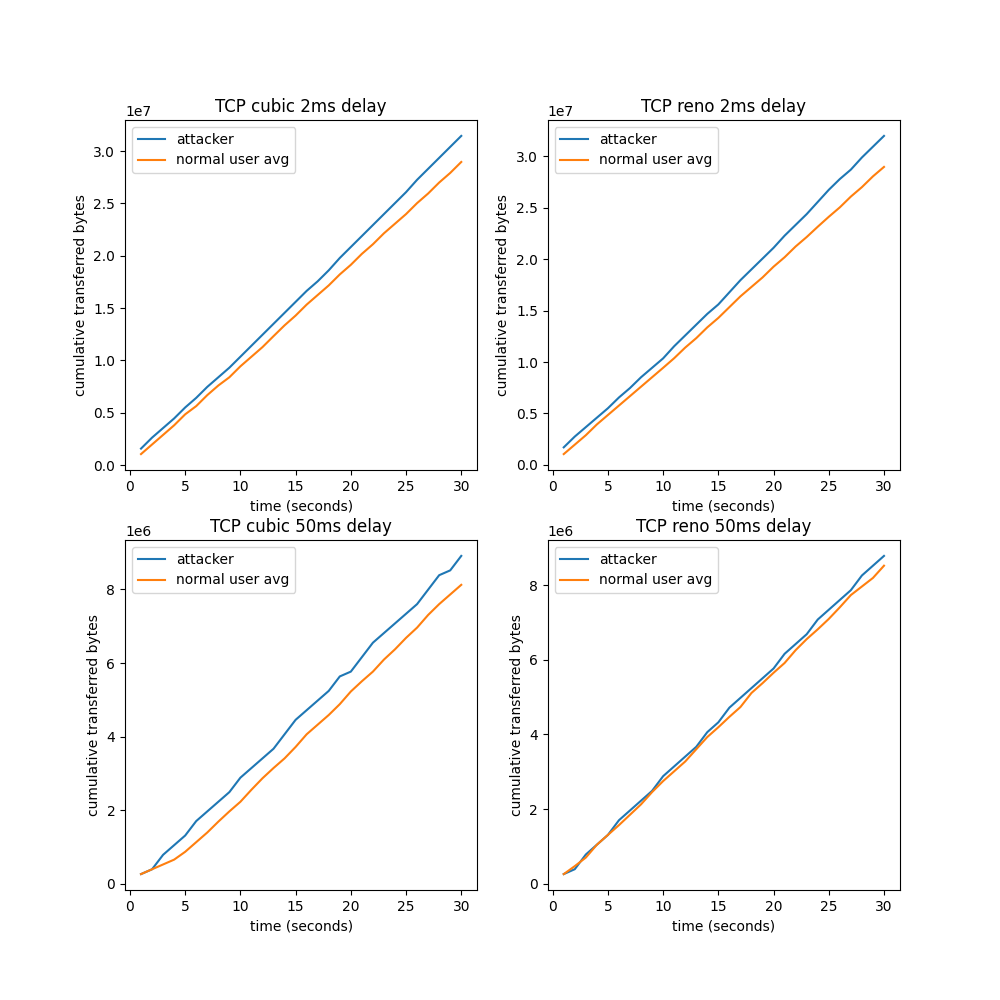 TCP cubic 2ms delay
1e7
attacker
normal user avg
cumulative transferred bytes
3.0
2.5
2.0
1.5
1.0
0.5
0.0
0 5 10 15 20 25 30
time (seconds)
TCP reno 2ms delay
1e7
attacker
normal user avg
cumulative transferred bytes
3.0
2.5
2.0
1.5
1.0
0.5
0.0
0 5 10 15 20 25 30
time (seconds)
TCP cubic 50ms delay
1e6
attacker
normal user avg
cumulative transferred bytes
8
6
4
2
0
0 5 10 15 20 25 30
time (seconds)
TCP reno 50ms delay
1e6
attacker
normal user avg
cumulative transferred bytes
8
6
4
2
0
0 5 10 15 20 25 30
time (seconds)